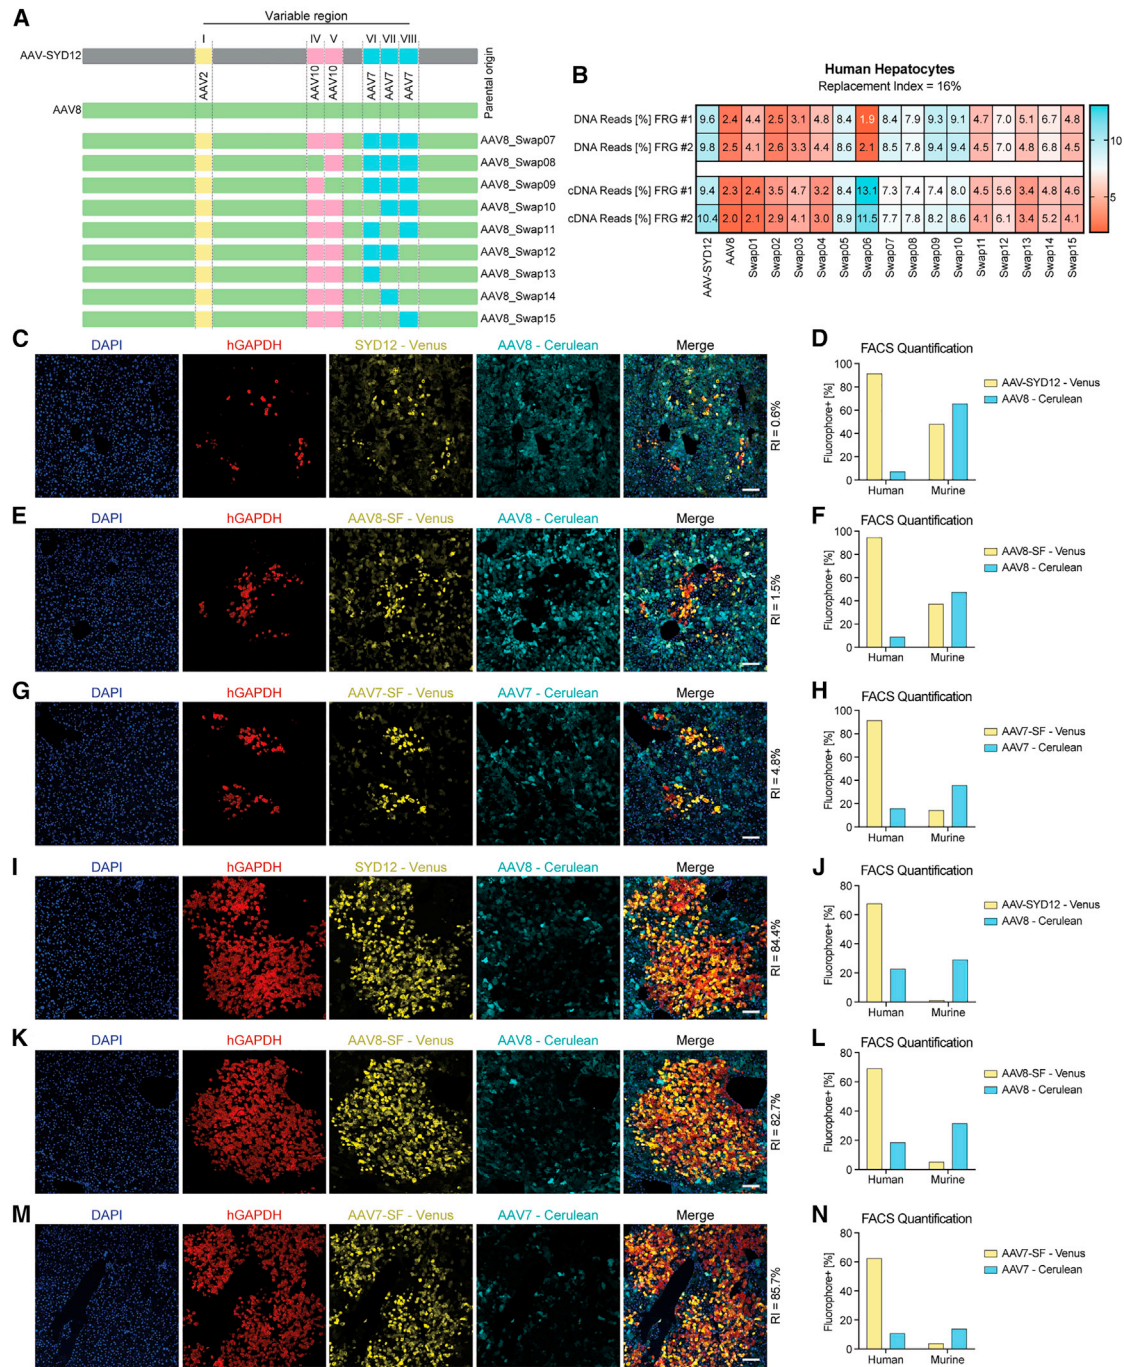 A
Variable region
I IV V VI VII VIII
AAV-SYD12
AAV2 AAV10 AAV10 AAV7 AAV7 AAV7
Parental origin
AAV8
AAV8_Swap07
AAV8_Swap08
AAV8_Swap09
AAV8_Swap10
AAV8_Swap11
AAV8_Swap12
AAV8_Swap13
AAV8_Swap14
AAV8_Swap15
B
Human Hepatocytes
Replacement Index = 16%
DNA Reads [%] FRG #1 9.6 2.4 4.4 2.5 3.1 4.8 8.4 1.9 8.4 7.9 9.3 9.1 4.7 7.0 5.1 6.7 4.8
DNA Reads [%] FRG #2 9.8 2.5 4.1 2.6 3.3 4.4 8.6 2.1 8.5 7.8 9.4 9.4 4.5 7.0 4.8 6.8 4.5
cDNA Reads [%] FRG #1 9.4 2.3 2.4 3.5 4.7 3.2 8.4 13.1 7.3 7.4 7.4 8.0 4.5 5.6 3.4 4.8 4.6
cDNA Reads [%] FRG #2 10.4 2.0 2.1 2.9 4.1 3.0 8.9 11.5 7.7 7.8 8.2 8.6 4.1 6.1 3.4 5.2 4.1
AAV-SYD12 AAV8 Swap01 Swap02 Swap03 Swap04 Swap05 Swap06 Swap07 Swap08 Swap09 Swap10 Swap11 Swap12 Swap13 Swap14 Swap15
10
5
C
DAPI hGAPDH SYD12 - Venus AAV8 - Cerulean Merge
RI = 0.6%
D
FACS Quantification
Fluorophore+ [%]
100
80
60
40
20
0
Human Murine
AAV-SYD12 - Venus
AAV8 - Cerulean
E
DAPI hGAPDH AAV8-SF - Venus AAV8 - Cerulean Merge
RI = 1.5%
F
FACS Quantification
Fluorophore+ [%]
100
80
60
40
20
0
Human Murine
AAV8-SF - Venus
AAV8 - Cerulean
G
DAPI hGAPDH AAV7-SF - Venus AAV7 - Cerulean Merge
RI = 4.8%
H
FACS Quantification
Fluorophore+ [%]
100
80
60
40
20
0
Human Murine
AAV7-SF - Venus
AAV7 - Cerulean
I
DAPI hGAPDH SYD12 - Venus AAV8 - Cerulean Merge
RI = 84.4%
J
FACS Quantification
Fluorophore+ [%]
80
60
40
20
0
Human Murine
AAV-SYD12 - Venus
AAV8 - Cerulean
K
DAPI hGAPDH AAV8-SF - Venus AAV8 - Cerulean Merge
RI = 82.7%
L
FACS Quantification
Fluorophore+ [%]
80
60
40
20
0
Human Murine
AAV8-SF - Venus
AAV8 - Cerulean
M
DAPI hGAPDH AAV7-SF - Venus AAV7 - Cerulean Merge
RI = 85.7%
N
FACS Quantification
Fluorophore+ [%]
80
60
40
20
0
Human Murine
AAV7-SF - Venus
AAV7 - Cerulean